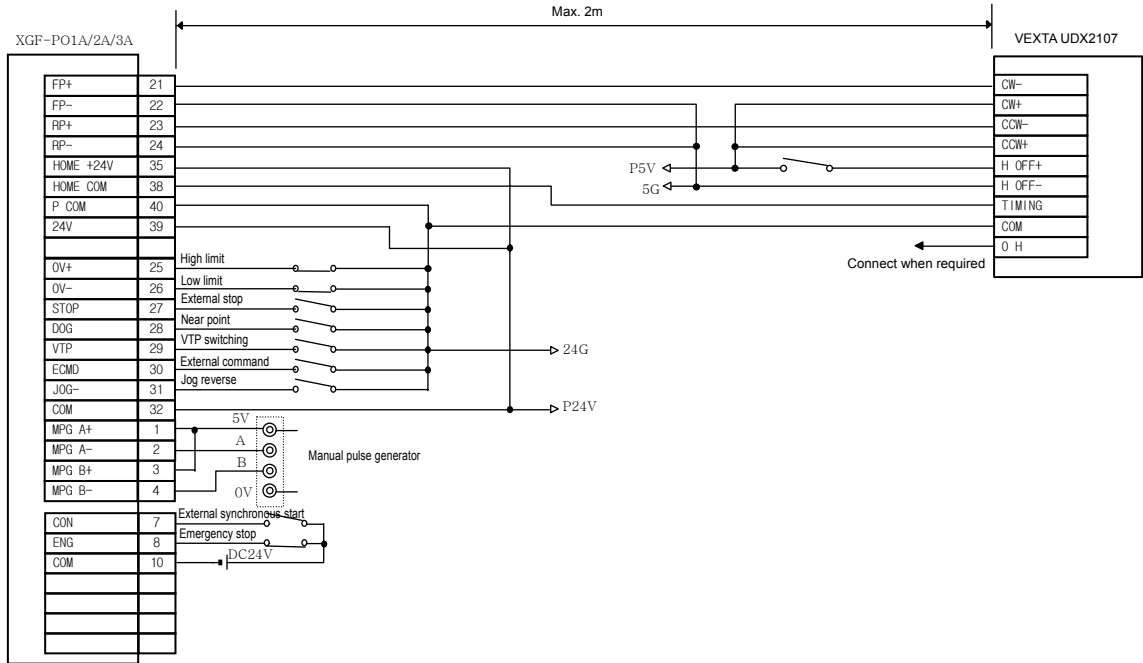 Max. 2m
XGF-PO1A/2A/3A
VEXTA UDX2107
FP+ 21
FP- 22
RP+ 23
RP- 24
HOME +24V 35
HOME COM 38
P COM 40
24V 39
OV+ 25
OV- 26
STOP 27
DOG 28
VTP 29
ECMD 30
JOG- 31
COM 32
MPG A+ 1
MPG A- 2
MPG B+ 3
MPG B- 4
CON 7
ENG 8
COM 10
High limit
Low limit
External stop
Near point
VTP switching
External command
Jog reverse
5V
A
B
0V
Manual pulse generator
External synchronous start
Emergency stop
DC24V
P5V
5G
24G
P24V
CW-
CW+
CCW-
CCW+
H OFF+
H OFF-
TIMING
COM
O H
Connect when required